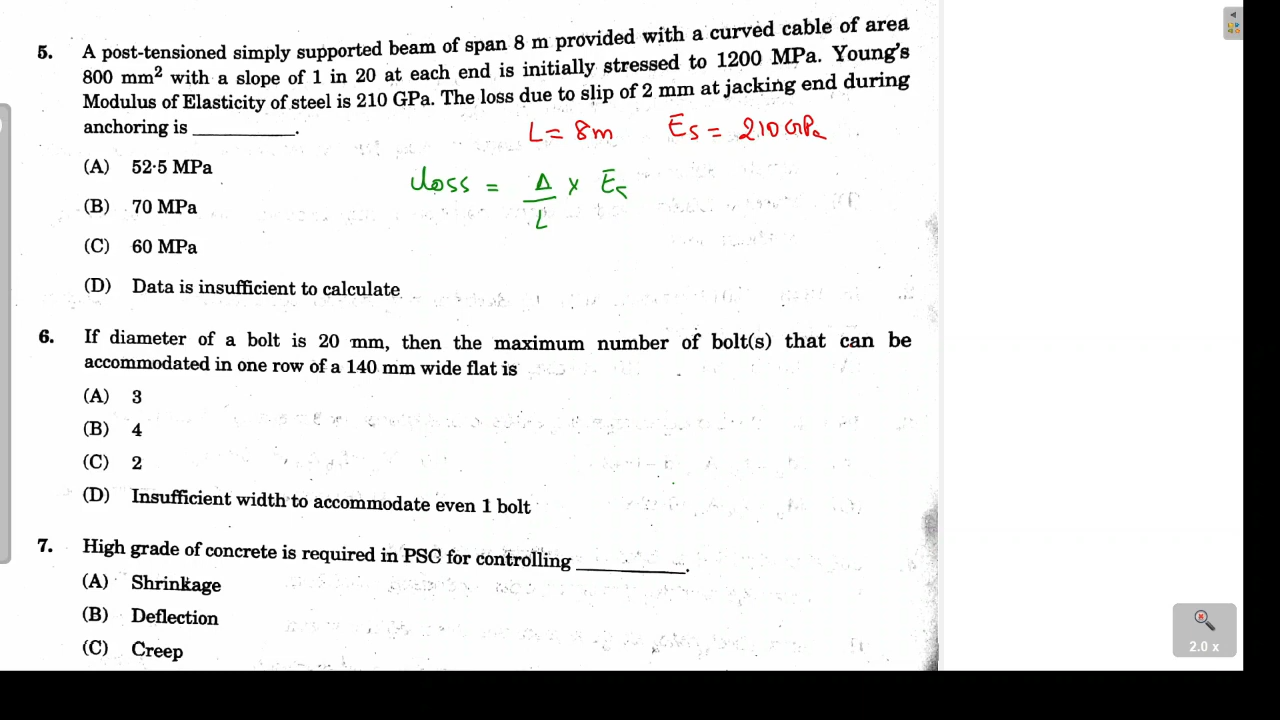 5. A post-tensioned simply supported beam of span 8 m provided with a curved cable of area
800 mm² with a slope of 1 in 20 at each end is initially stressed to 1200 MPa. Young's
Modulus of Elasticity of steel is 210 GPa. The loss due to slip of 2 mm at jacking end during
anchoring is __________.
L = 8m Es = 210 GPa
(A) 52·5 MPa
Loss = Δ/L × Es
(B) 70 MPa
(C) 60 MPa
(D) Data is insufficient to calculate
6. If diameter of a bolt is 20 mm, then the maximum number of bolt(s) that can be
accommodated in one row of a 140 mm wide flat is
(A) 3
(B) 4
(C) 2
(D) Insufficient width to accommodate even 1 bolt
7. High grade of concrete is required in PSC for controlling __________.
(A) Shrinkage
(B) Deflection
(C) Creep
2.0 x